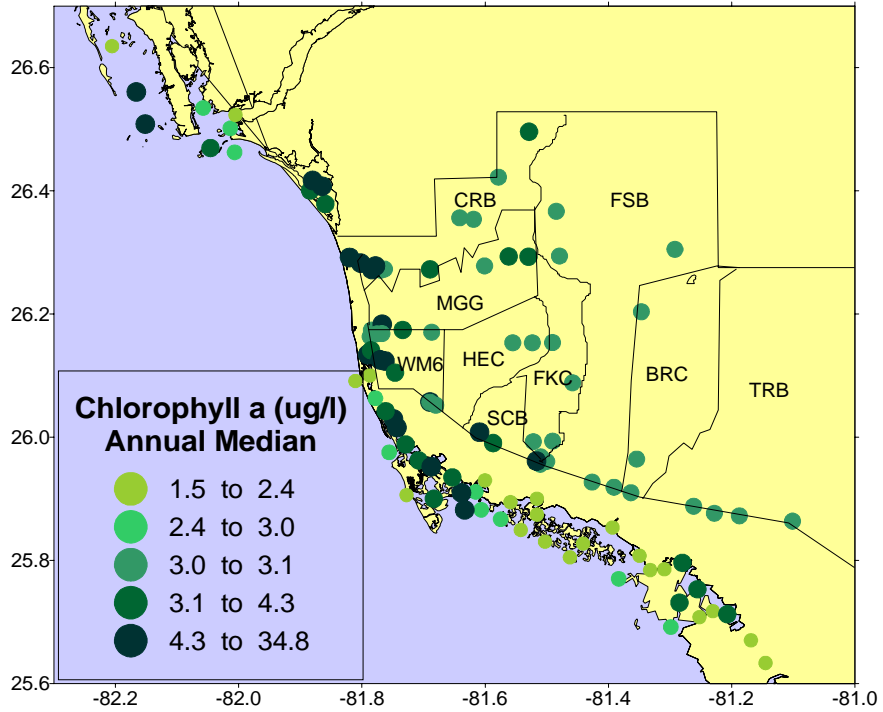 26.6
26.4
26.2
26.0
25.8
25.6
CRB
FSB
MGG
WM6
HEC
FKC
BRC
TRB
SCB
Chlorophyll a (ug/l)
Annual Median
1.5 to 2.4
2.4 to 3.0
3.0 to 3.1
3.1 to 4.3
4.3 to 34.8
-82.2 -82.0 -81.8 -81.6 -81.4 -81.2 -81.0